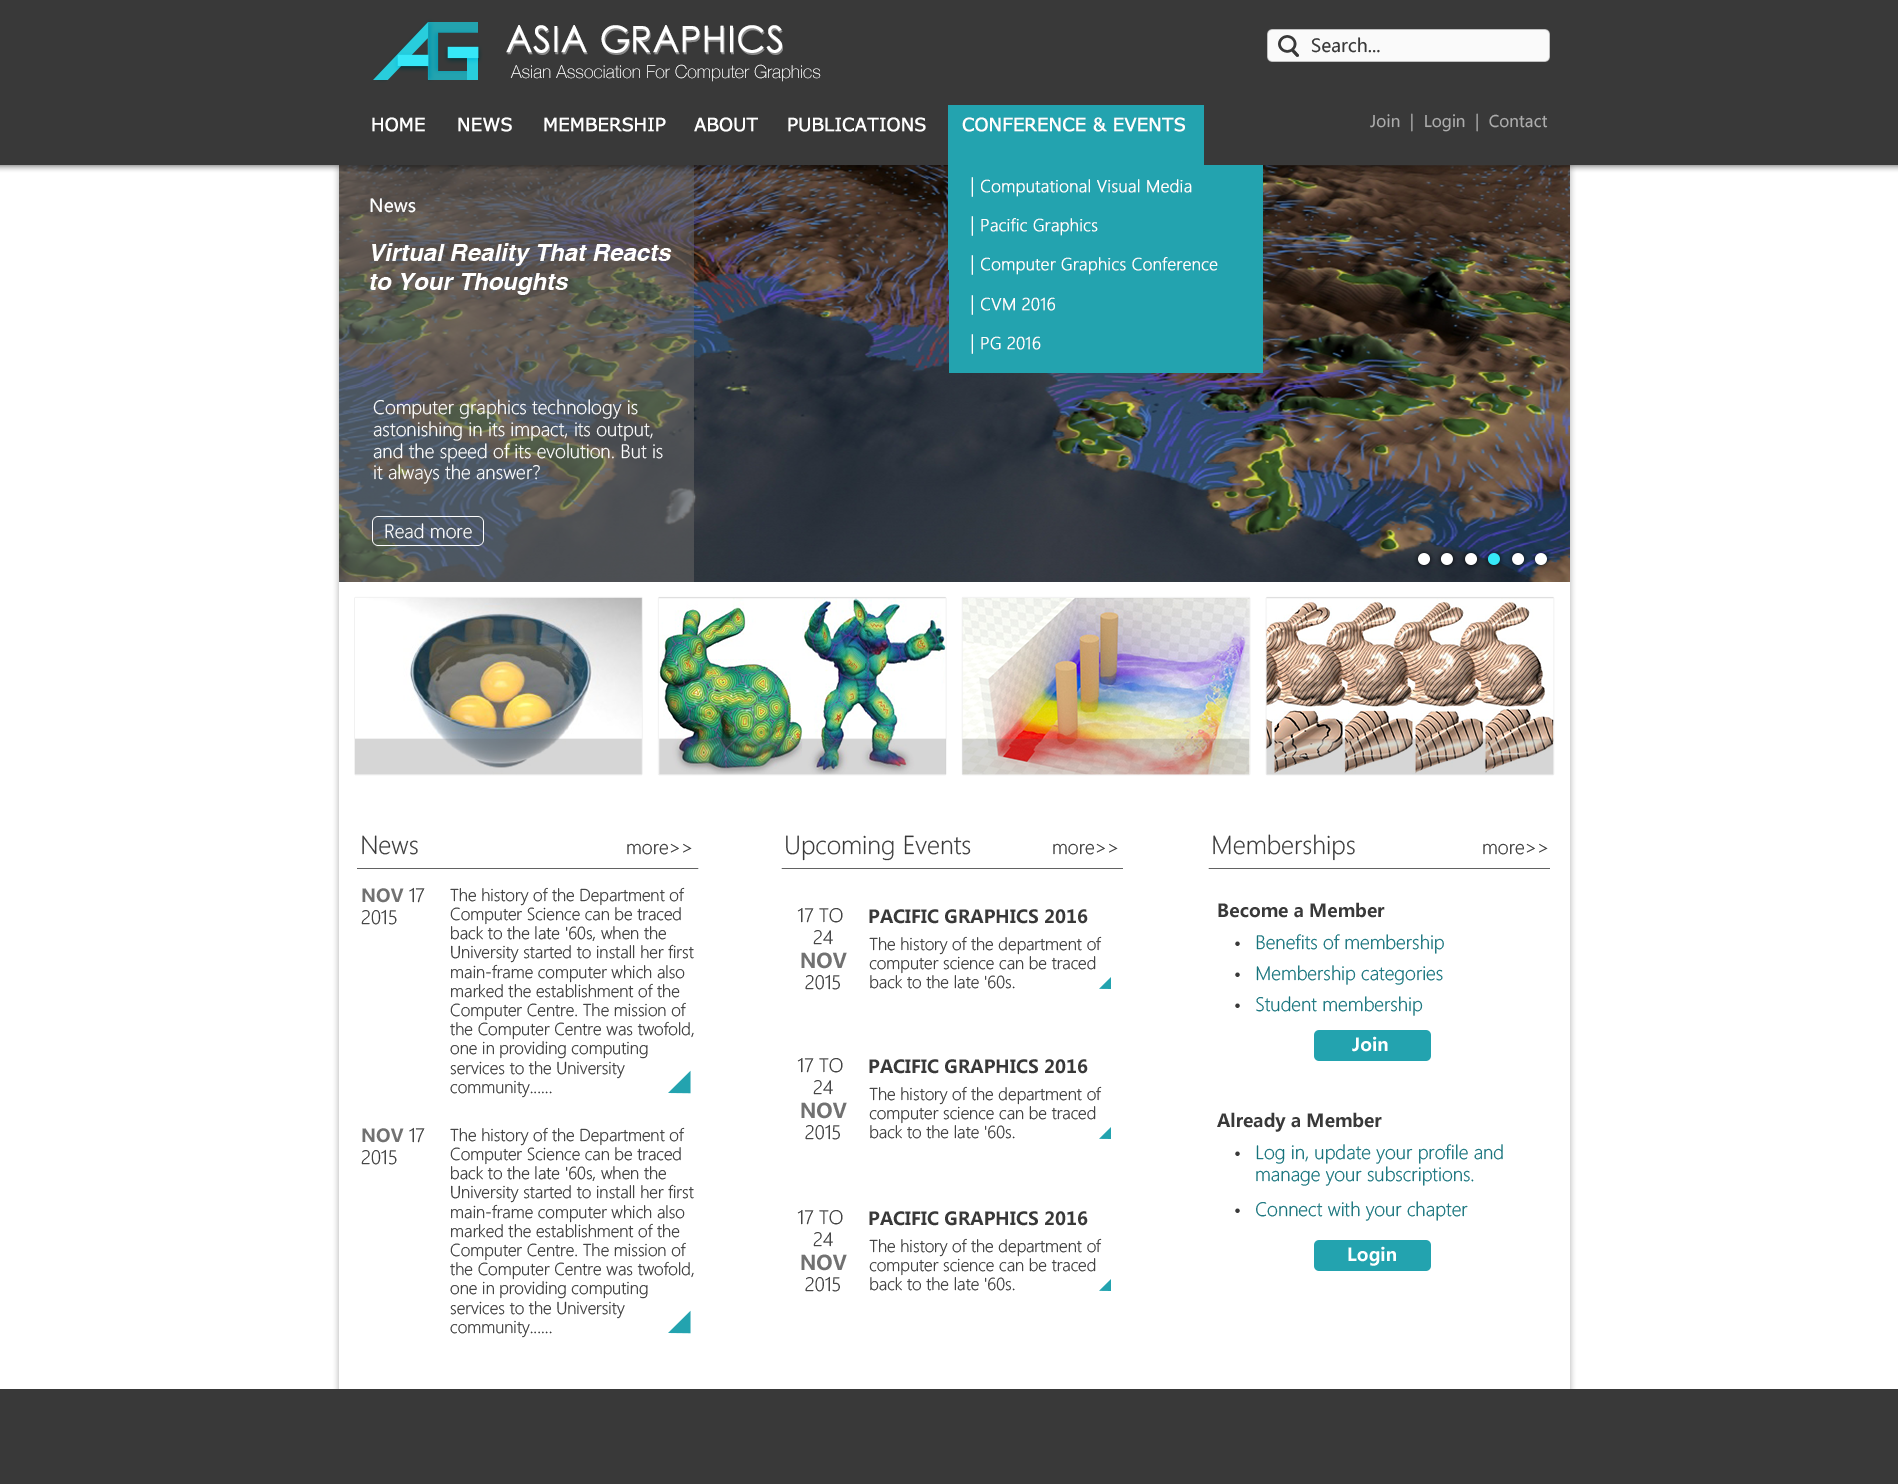 AG
ASIA GRAPHICS
Asian Association For Computer Graphics
Search...
HOME NEWS MEMBERSHIP ABOUT PUBLICATIONS CONFERENCE & EVENTS
Join | Login | Contact
| Computational Visual Media
| Pacific Graphics
| Computer Graphics Conference
| CVM 2016
| PG 2016
News
Virtual Reality That Reacts
to Your Thoughts
Computer graphics technology is
astonishing in its impact, its output,
and the speed of its evolution. But is
it always the answer?
Read more
News more>>
NOV 17
2015
The history of the Department of
Computer Science can be traced
back to the late '60s, when the
University started to install her first
main-frame computer which also
marked the establishment of the
Computer Centre. The mission of
the Computer Centre was twofold,
one in providing computing
services to the University
community......
NOV 17
2015
The history of the Department of
Computer Science can be traced
back to the late '60s, when the
University started to install her first
main-frame computer which also
marked the establishment of the
Computer Centre. The mission of
the Computer Centre was twofold,
one in providing computing
services to the University
community......
Upcoming Events more>>
17 TO
24
NOV
2015
PACIFIC GRAPHICS 2016
The history of the department of
computer science can be traced
back to the late '60s.
17 TO
24
NOV
2015
PACIFIC GRAPHICS 2016
The history of the department of
computer science can be traced
back to the late '60s.
17 TO
24
NOV
2015
PACIFIC GRAPHICS 2016
The history of the department of
computer science can be traced
back to the late '60s.
Memberships more>>
Become a Member
• Benefits of membership
• Membership categories
• Student membership
Join
Already a Member
• Log in, update your profile and
manage your subscriptions.
• Connect with your chapter
Login